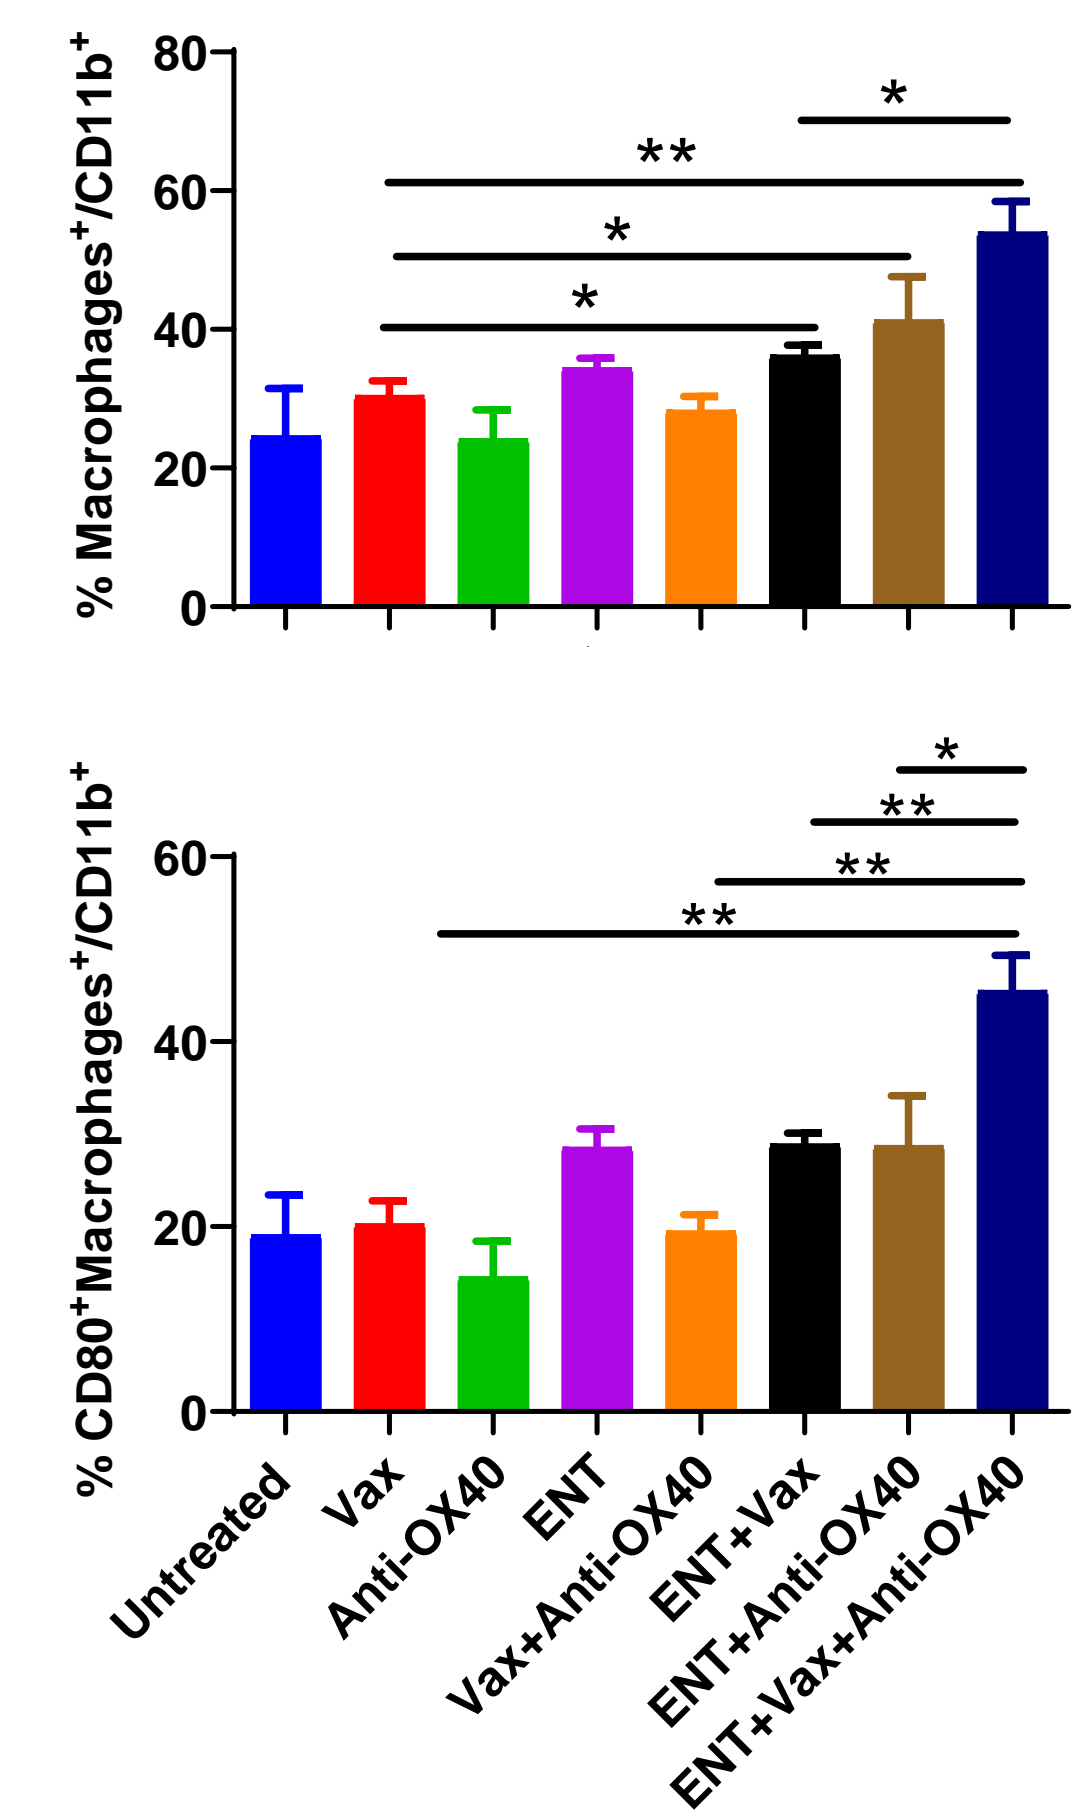 % Macrophages⁺/CD11b⁺
80
60
40
20
0
*
**
*
*
% CD80⁺Macrophages⁺/CD11b⁺
60
40
20
0
*
**
**
**
Untreated
Vax
Anti-OX40
ENT
Vax+Anti-OX40
ENT+Vax
ENT+Anti-OX40
ENT+Vax+Anti-OX40